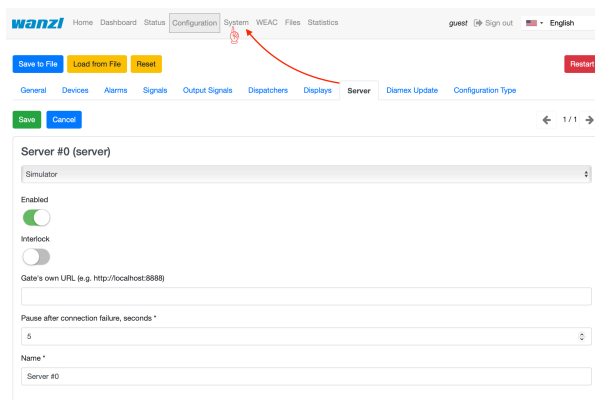 wanzl Home Dashboard Status Configuration System WEAC Files Statistics guest Sign out English
Save to File Load from File Reset Restart
General Devices Alarms Signals Output Signals Dispatchers Displays Server Diamex Update Configuration Type
Save Cancel 1 / 1
Server #0 (server)
Simulator
Enabled
Interlock
Gate's own URL (e.g. http://localhost:8888)
Pause after connection failure, seconds *
5
Name *
Server #0